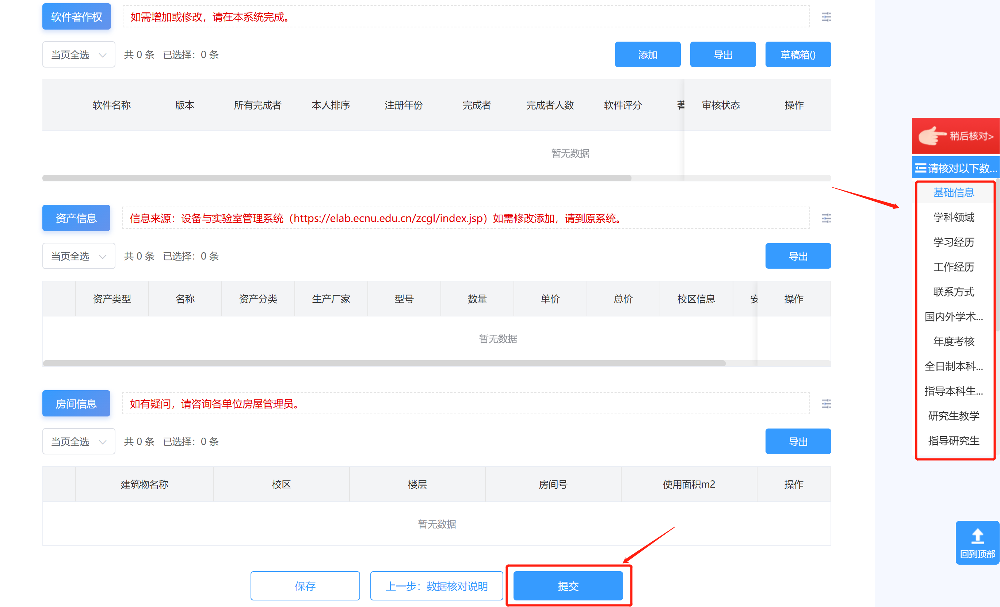 软件著作权 如需增加或修改，请在本系统完成。
当页全选 共 0 条 已选择：0 条 添加 导出 草稿箱()
软件名称 版本 所有完成者 本人排序 注册年份 完成者 完成者人数 软件评分 著 审核状态 操作
暂无数据
资产信息 信息来源：设备与实验室管理系统（https://elab.ecnu.edu.cn/zcgl/index.jsp）如需修改添加，请到原系统。
当页全选 共 0 条 已选择：0 条 导出
资产类型 名称 资产分类 生产厂家 型号 数量 单价 总价 校区信息 安 操作
暂无数据
房间信息 如有疑问，请咨询各单位房屋管理员。
当页全选 共 0 条 已选择：0 条 导出
建筑物名称 校区 楼层 房间号 使用面积m2 操作
暂无数据
保存 上一步：数据核对说明 提交
稍后核对>
请核对以下数...
基础信息
学科领域
学习经历
工作经历
联系方式
国内外学术...
年度考核
全日制本科...
指导本科生...
研究生教学
指导研究生
回到顶部